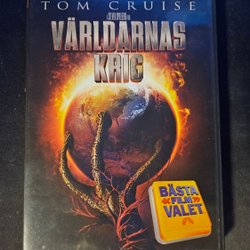 TOM CRUISE
VÄRLDARNAS
KRIG
BÄSTA
FILM
VALET